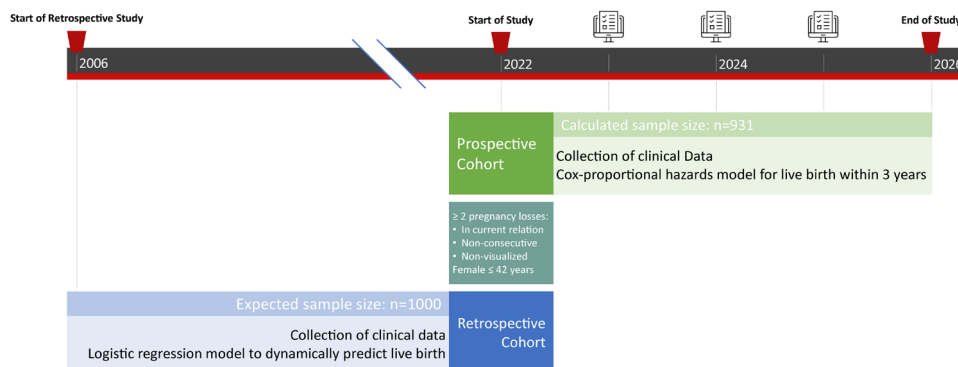 Start of Retrospective Study
Start of Study
End of Study
2006
2022
2024
2026
Prospective
Cohort
Calculated sample size: n=931
Collection of clinical Data
Cox-proportional hazards model for live birth within 3 years
≥ 2 pregnancy losses:
• In current relation
• Non-consecutive
• Non-visualized
Female ≤ 42 years
Expected sample size: n=1000
Collection of clinical data
Logistic regression model to dynamically predict live birth
Retrospective
Cohort